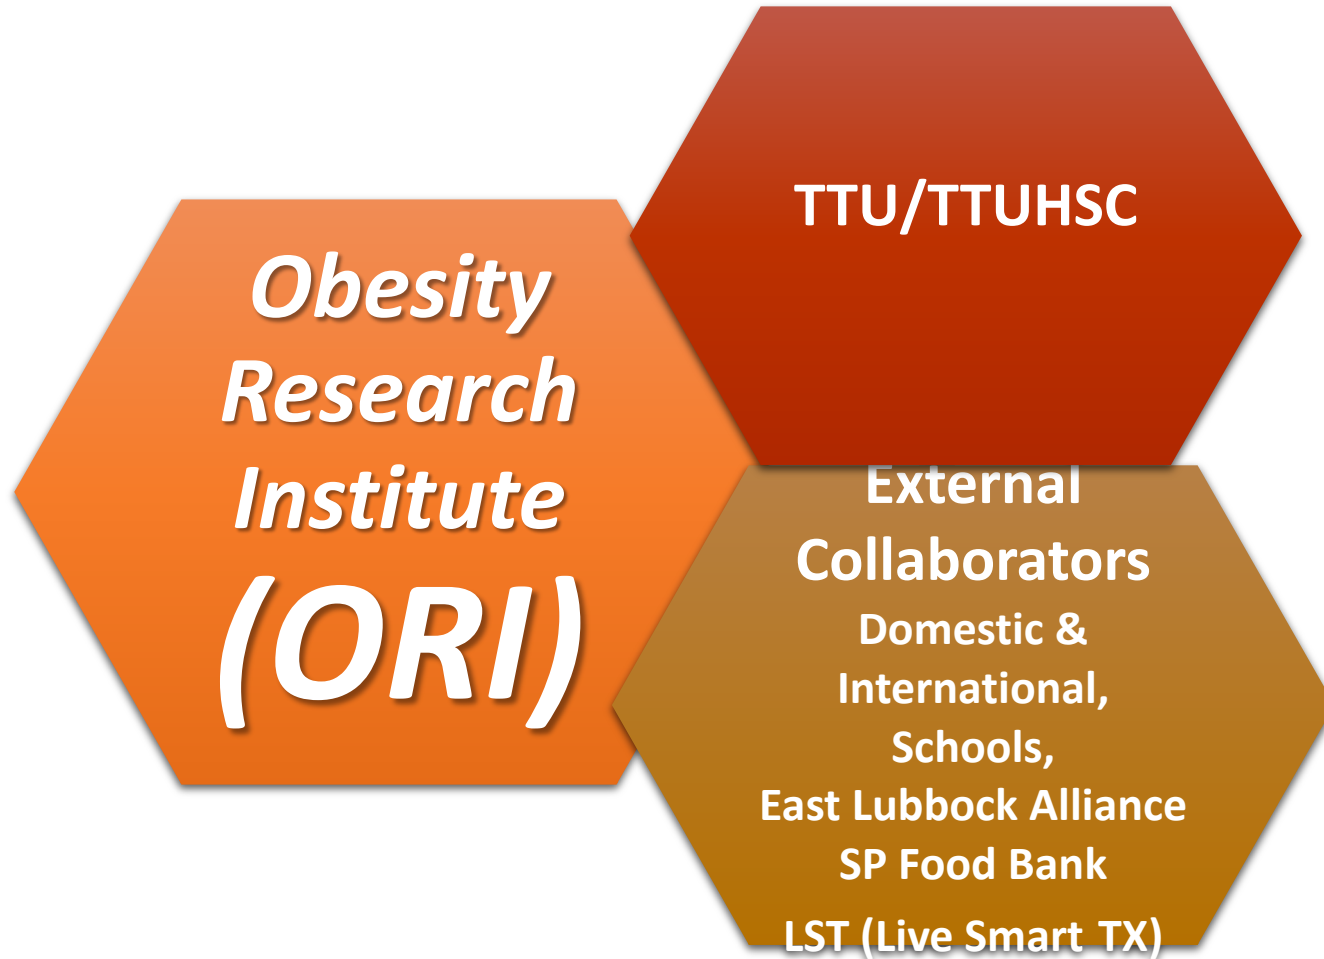 Obesity
Research
Institute
(ORI)
TTU/TTUHSC
External
Collaborators
Domestic &
International,
Schools,
East Lubbock Alliance
SP Food Bank
LST (Live Smart TX)